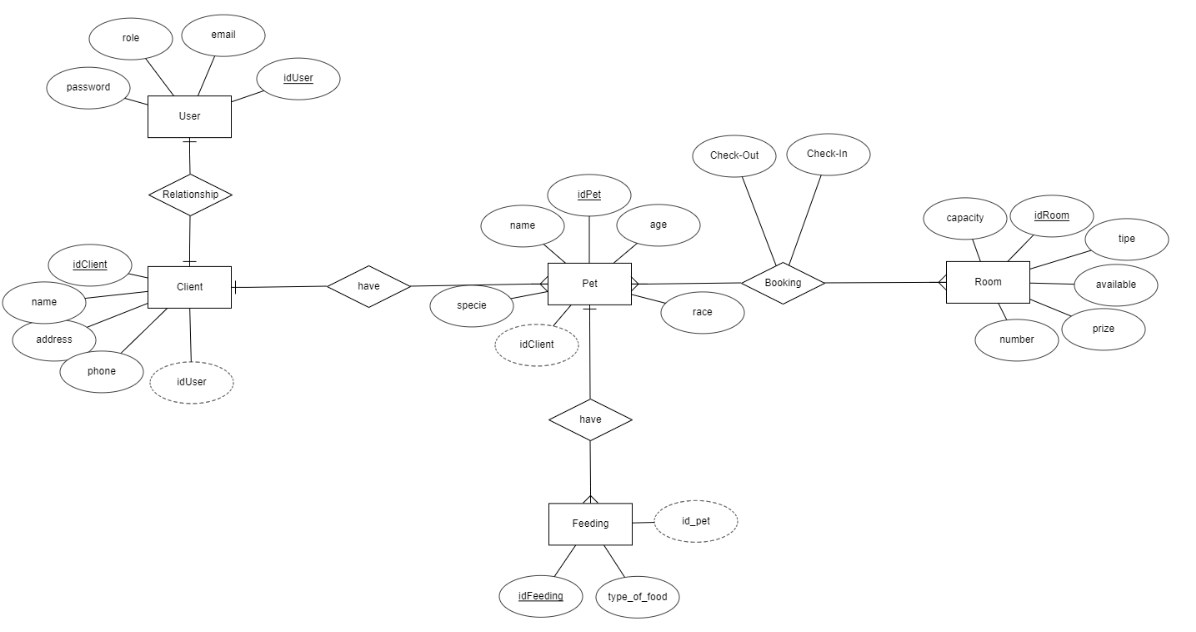 role
email
password
idUser
User
Relationship
idClient
Client
name
address
phone
idUser
have
idPet
name
age
Pet
specie
race
idClient
Check-Out
Check-In
Booking
capacity
idRoom
tipe
Room
available
prize
number
have
Feeding
id_pet
idFeeding
type_of_food